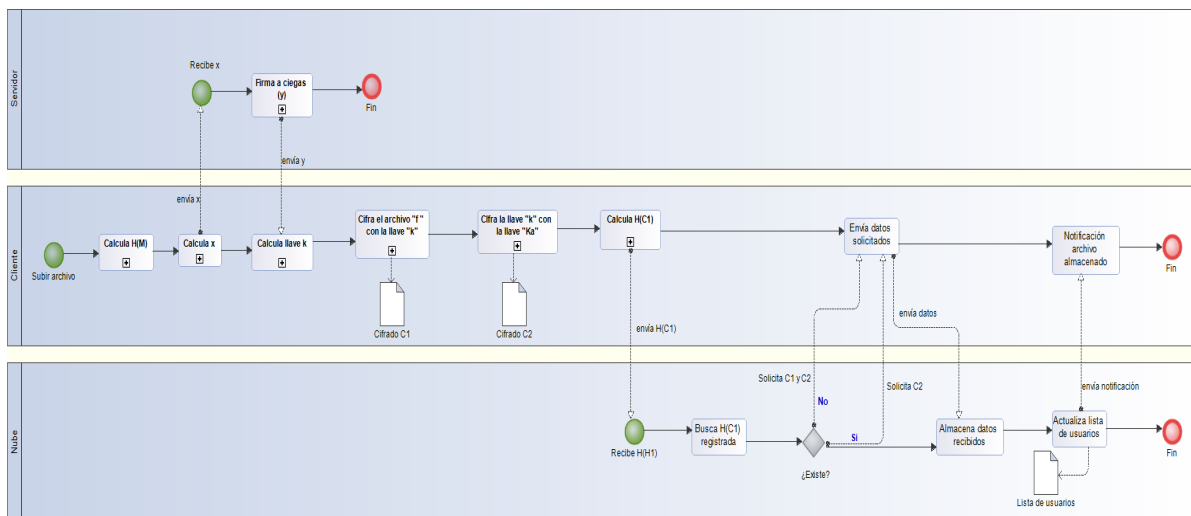 Servidor
Recibe x
Firma a ciegas
(y)
Fin
envía y
envía x
Cliente
Subir archivo
Calcula H(M)
Calcula x
Calcula llave k
Cifra el archivo "f "
con la llave "k"
Cifrado C1
CIfra la llave "k" con
la llave "Ka"
Cifrado C2
Calcula H(C1)
envía H(C1)
Envía datos
solicitados
envía datos
Notificación
archivo
almacenado
Fin
Nube
Recibe H(H1)
Busca H(C1)
registrada
¿Existe?
Solicita C1 y C2
No
Solicita C2
Si
Almacena datos
recibidos
envía notificación
Actualiza lista
de usuarios
Lista de usuarios
Fin